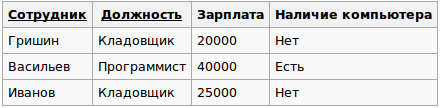 Сотрудник Должность Зарплата Наличие компьютера
Гришин Кладовщик 20000 Нет
Васильев Программист 40000 Есть
Иванов Кладовщик 25000 Нет